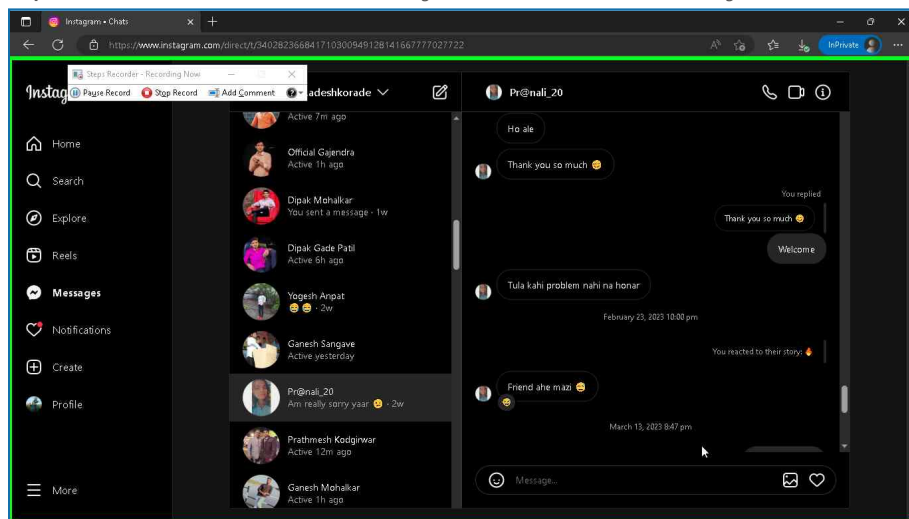 Instagram • Chats
https://www.instagram.com/direct/t/340282366841710300949128141667777027722
InPrivate
Steps Recorder - Recording Now
Pause Record
Stop Record
Add Comment
Instag
adeshkorade
Home
Search
Explore
Reels
Messages
Notifications
Create
Profile
More
Active 7m ago
Official Gajendra
Active 1h ago
Dipak Mohalkar
You sent a message · 1w
Dipak Gade Patil
Active 6h ago
Yogesh Anpat
😄 😄 · 2w
Ganesh Sangave
Active yesterday
Pr@nali_20
Am really sorry yaar 😉 · 2w
Prathmesh Kodgirwar
Active 12m ago
Ganesh Mohalkar
Active 1h ago
Pr@nali_20
Ho ale
Thank you so much 😊
You replied
Thank you so much 😊
Welcome
Tula kahi problem nahi na honar
February 23, 2023 10:00 pm
You reacted to their story: 🔥
Friend ahe mazi 😄
March 13, 2023 8:47 pm
Message...